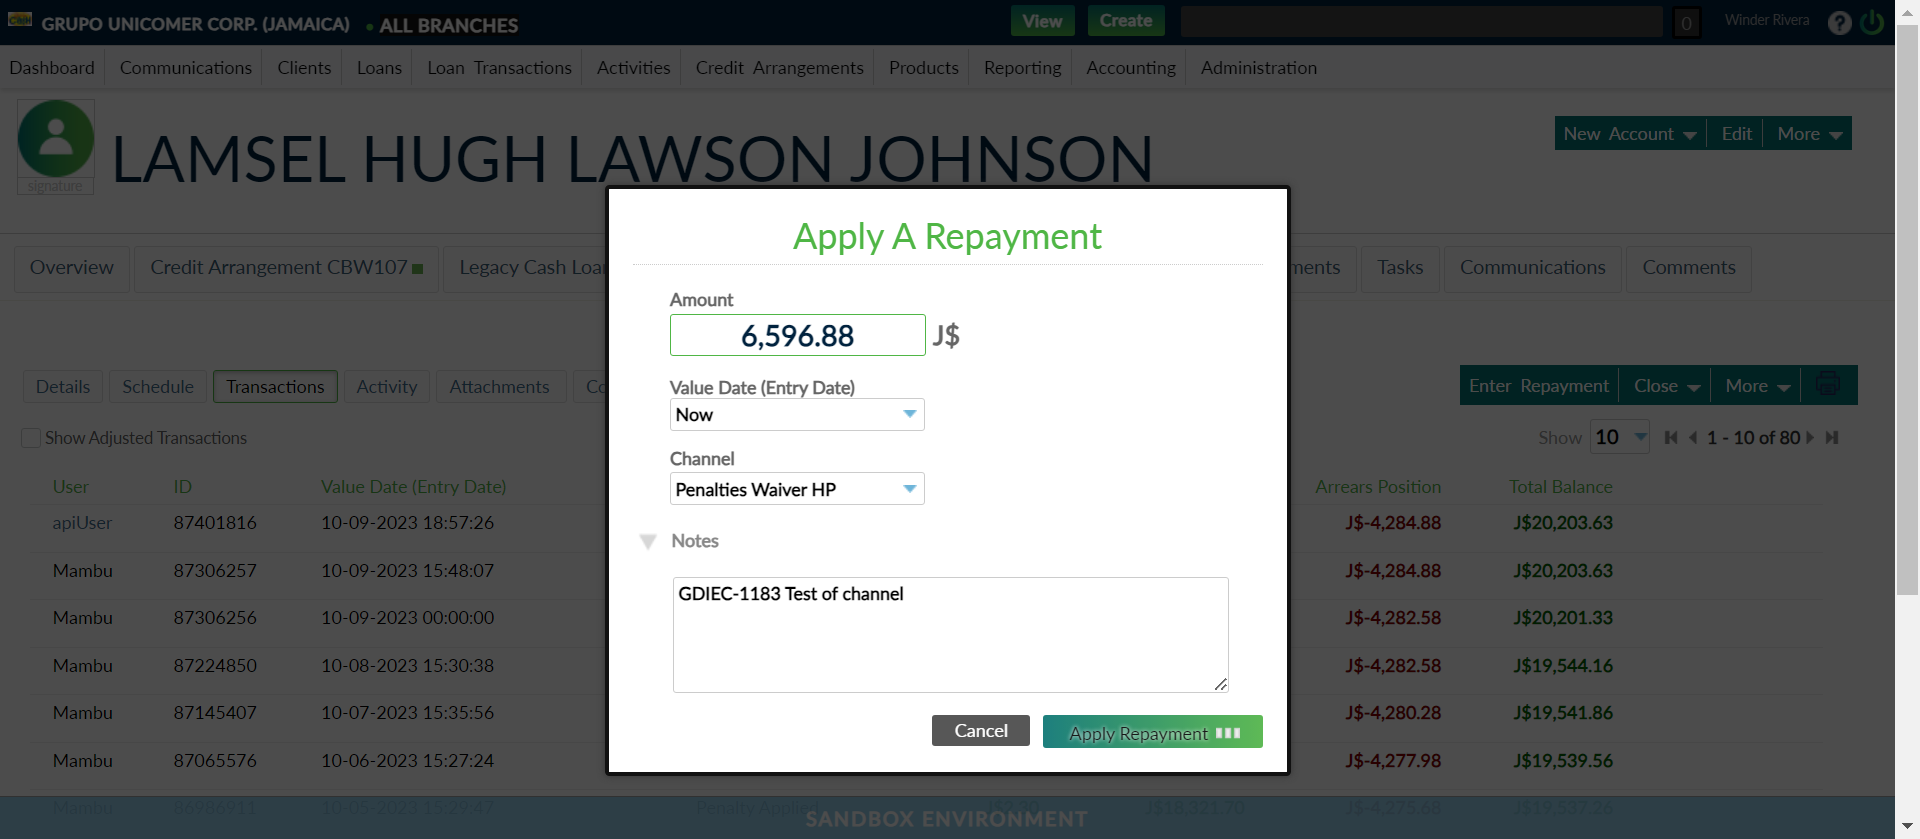 GRUPO UNICOMER CORP. (JAMAICA) ALL BRANCHES View Create 0 Winder Rivera ?
Dashboard Communications Clients Loans Loan Transactions Activities Credit Arrangements Products Reporting Accounting Administration
signature
LAMSEL HUGH LAWSON JOHNSON
New Account Edit More
Overview Credit Arrangement CBW107 Legacy Cash Loa ments Tasks Communications Comments
Details Schedule Transactions Activity Attachments Co Enter Repayment Close More
Show Adjusted Transactions Show 10 1 - 10 of 80
User ID Value Date (Entry Date) Arrears Position Total Balance
apiUser 87401816 10-09-2023 18:57:26 J$-4,284.88 J$20,203.63
Mambu 87306257 10-09-2023 15:48:07 J$-4,284.88 J$20,203.63
Mambu 87306256 10-09-2023 00:00:00 J$-4,282.58 J$20,201.33
Mambu 87224850 10-08-2023 15:30:38 J$-4,282.58 J$19,544.16
Mambu 87145407 10-07-2023 15:35:56 J$-4,280.28 J$19,541.86
Mambu 87065576 10-06-2023 15:27:24 J$-4,277.98 J$19,539.56
Mambu 86986911 10-05-2023 15:29:47 Penalty Applied J$2.30 J$18,321.70 J$-4,275.68 J$19,537.26
SANDBOX ENVIRONMENT
Apply A Repayment
Amount
6,596.88 J$
Value Date (Entry Date)
Now
Channel
Penalties Waiver HP
Notes
GDIEC-1183 Test of channel
Cancel Apply Repayment